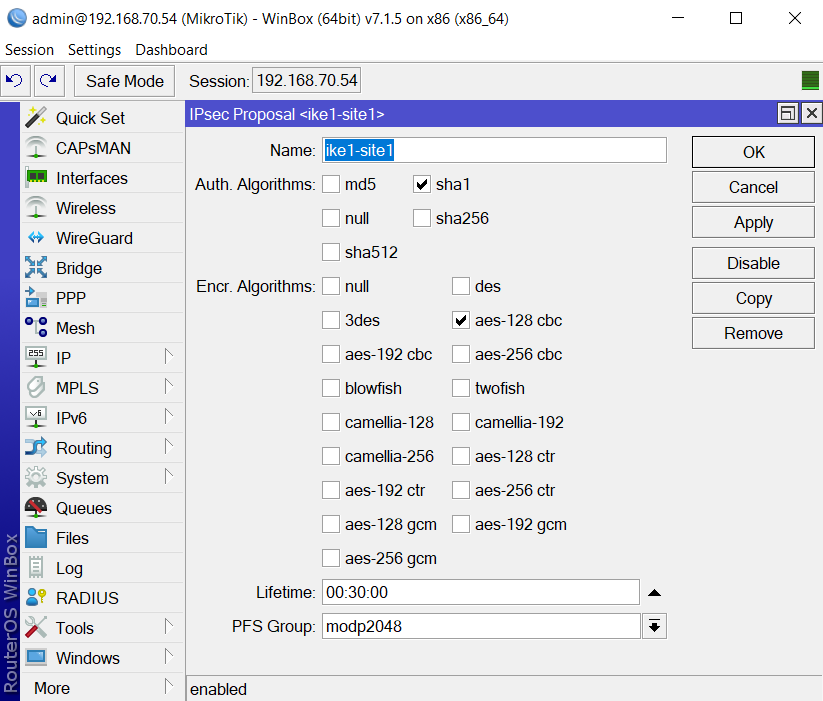 admin@192.168.70.54 (MikroTik) - WinBox (64bit) v7.1.5 on x86 (x86_64)
Session Settings Dashboard
Safe Mode Session: 192.168.70.54
Quick Set
CAPsMAN
Interfaces
Wireless
WireGuard
Bridge
PPP
Mesh
255 IP
MPLS
v6 IPv6
Routing
System
Queues
Files
Log
RADIUS
Tools
Windows
More
RouterOS WinBox
IPsec Proposal <ike1-site1>
Name: ike1-site1
Auth. Algorithms: md5 sha1
null sha256
sha512
Encr. Algorithms: null des
3des aes-128 cbc
aes-192 cbc aes-256 cbc
blowfish twofish
camellia-128 camellia-192
camellia-256 aes-128 ctr
aes-192 ctr aes-256 ctr
aes-128 gcm aes-192 gcm
aes-256 gcm
Lifetime: 00:30:00
PFS Group: modp2048
OK
Cancel
Apply
Disable
Copy
Remove
enabled